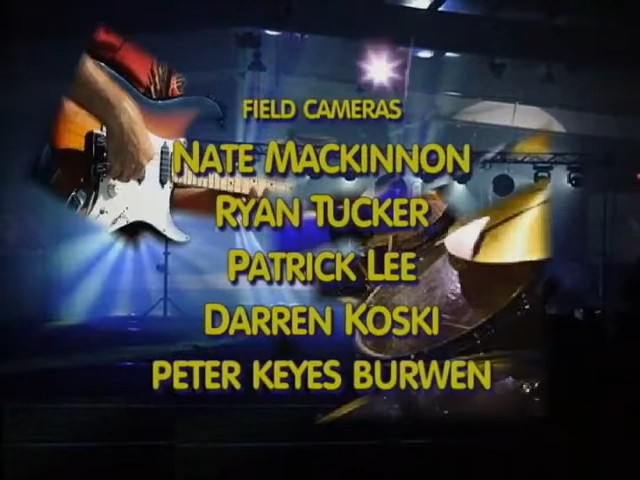 FIELD CAMERAS
NATE MACKINNON
RYAN TUCKER
PATRICK LEE
DARREN KOSKI
PETER KEYES BURWEN